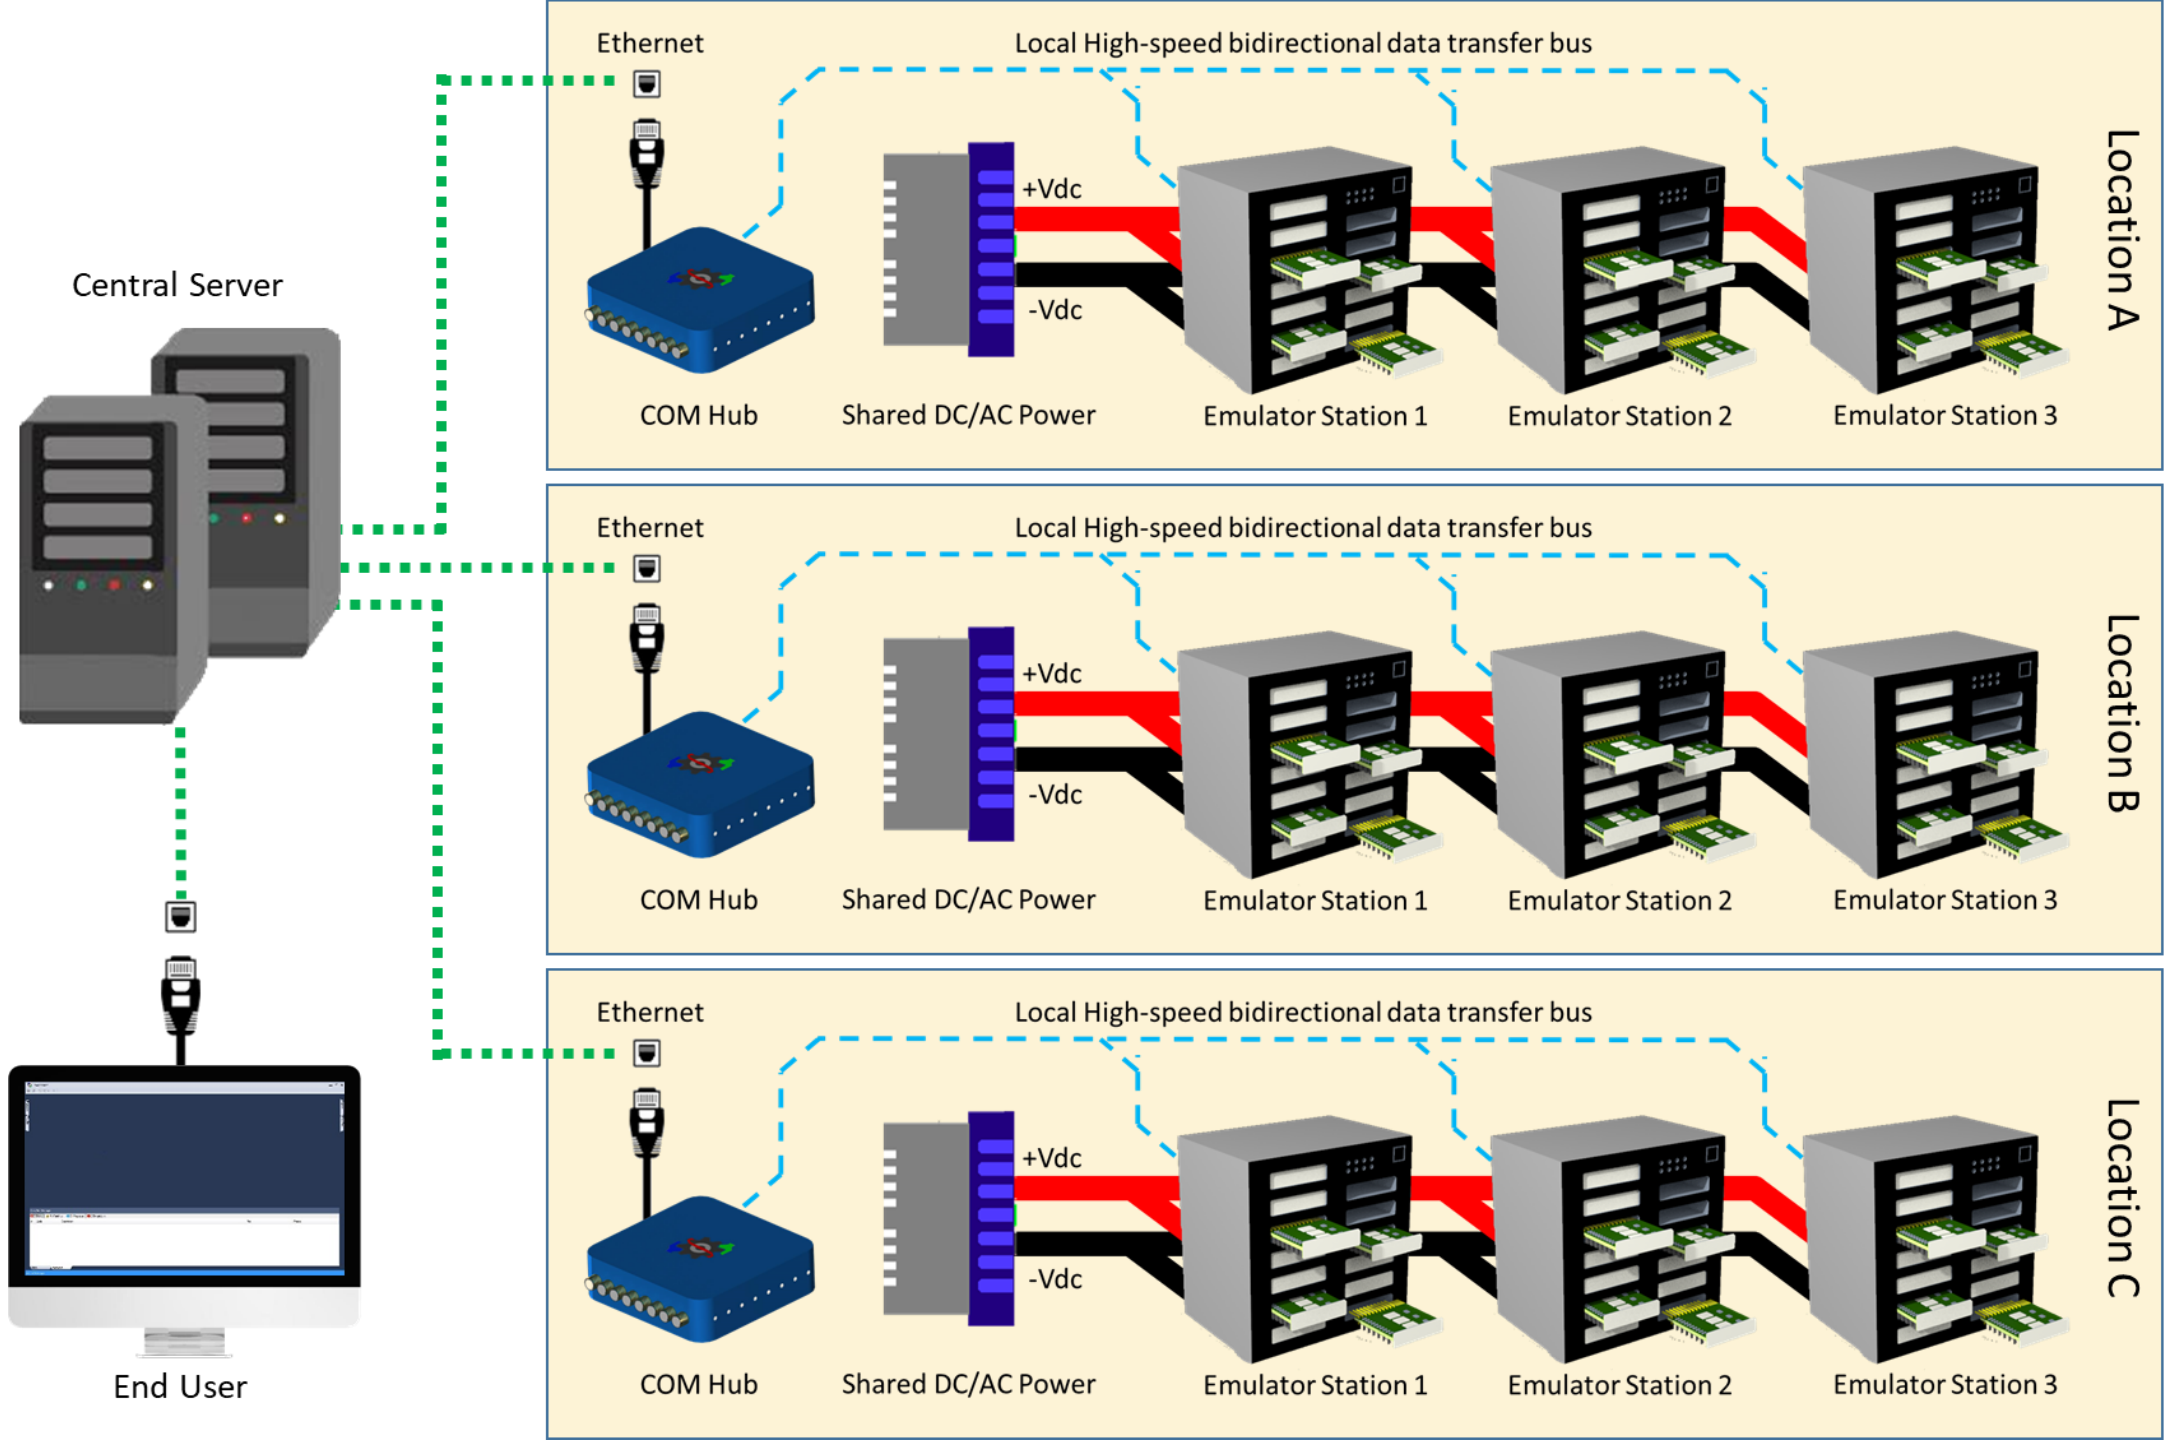 Central Server
End User
Ethernet
Local High-speed bidirectional data transfer bus
+Vdc
-Vdc
COM Hub
Shared DC/AC Power
Emulator Station 1
Emulator Station 2
Emulator Station 3
Location A
Ethernet
Local High-speed bidirectional data transfer bus
+Vdc
-Vdc
COM Hub
Shared DC/AC Power
Emulator Station 1
Emulator Station 2
Emulator Station 3
Location B
Ethernet
Local High-speed bidirectional data transfer bus
+Vdc
-Vdc
COM Hub
Shared DC/AC Power
Emulator Station 1
Emulator Station 2
Emulator Station 3
Location C